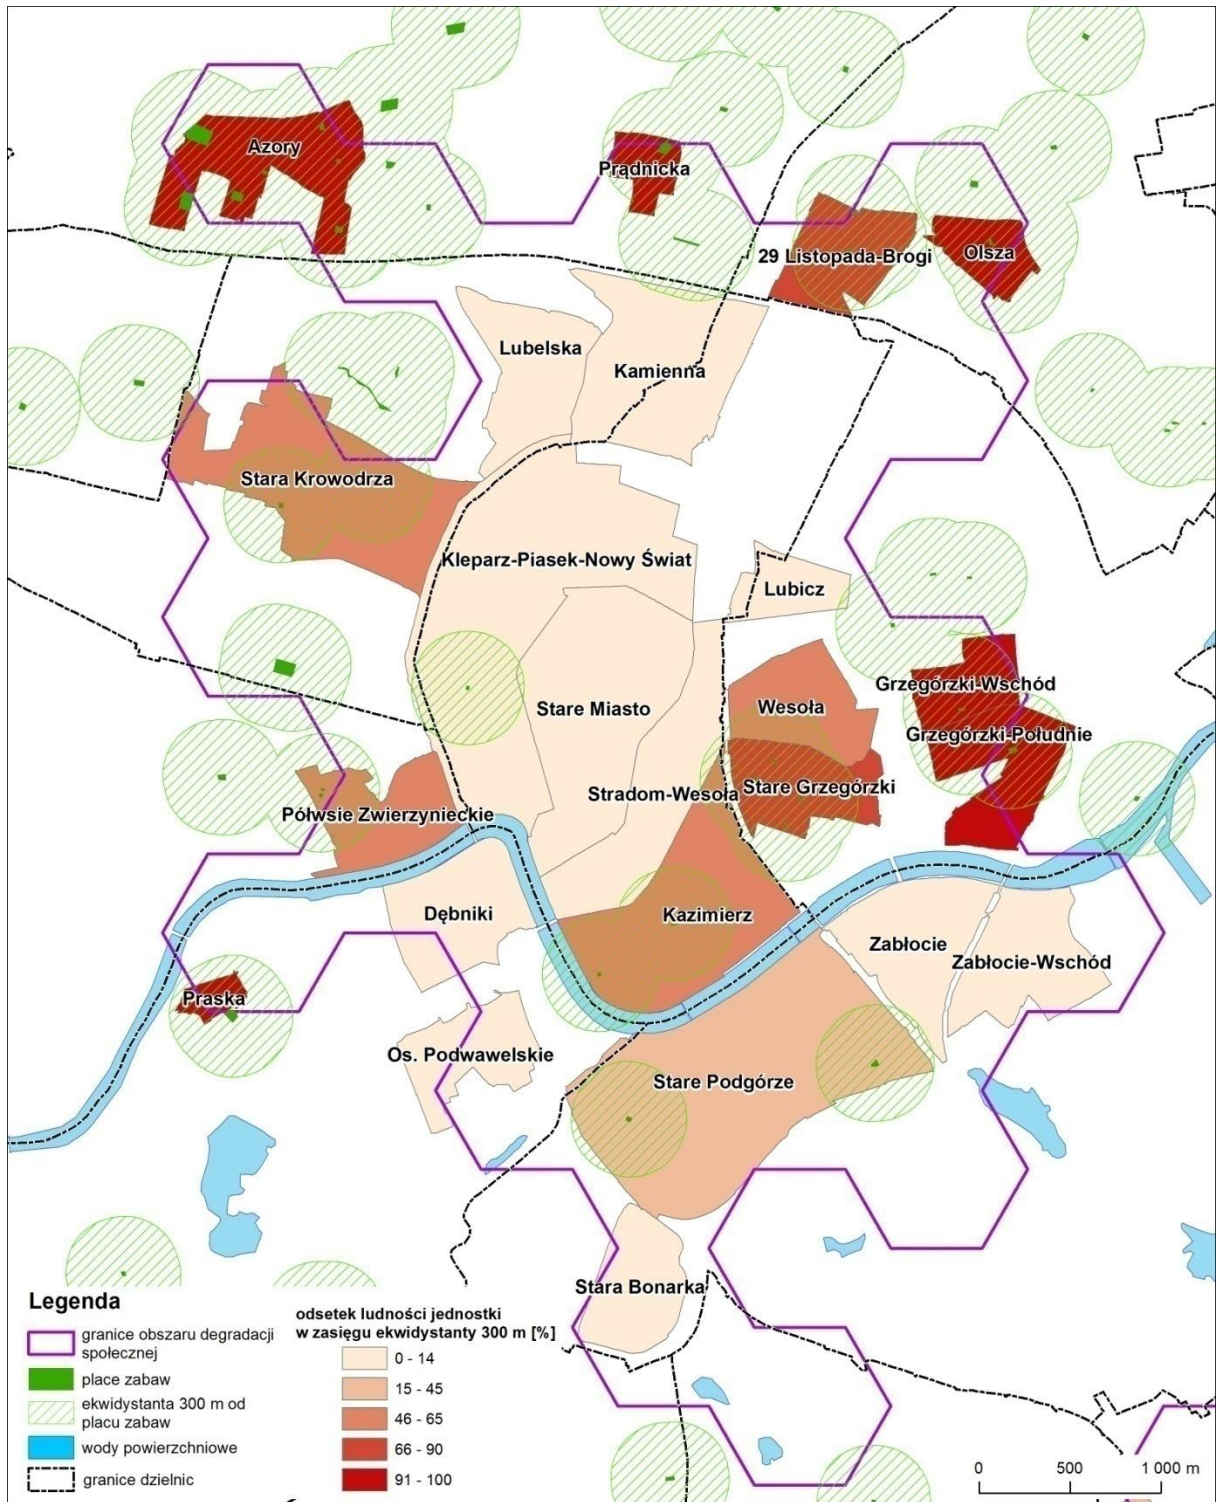 Azory
Prądnicka
29 Listopada-Brogi
Olsza
Lubelska
Kamienna
Stara Krowodrza
Kleparz-Piasek-Nowy Świat
Lubicz
Grzegórzki-Wschód
Wesoła
Stare Miasto
Grzegórzki-Południe
Stradom-Wesoła
Stare Grzegórzki
Półwsie Zwierzynieckie
Dębniki
Kazimierz
Zabłocie
Zabłocie-Wschód
Praska
Os. Podwawelskie
Stare Podgórze
Stara Bonarka
Legenda
granice obszaru degradacji
społecznej
place zabaw
ekwidystanta 300 m od
placu zabaw
wody powierzchniowe
granice dzielnic
odsetek ludności jednostki
w zasięgu ekwidystanty 300 m [%]
0 - 14
15 - 45
46 - 65
66 - 90
91 - 100
0 500 1 000 m